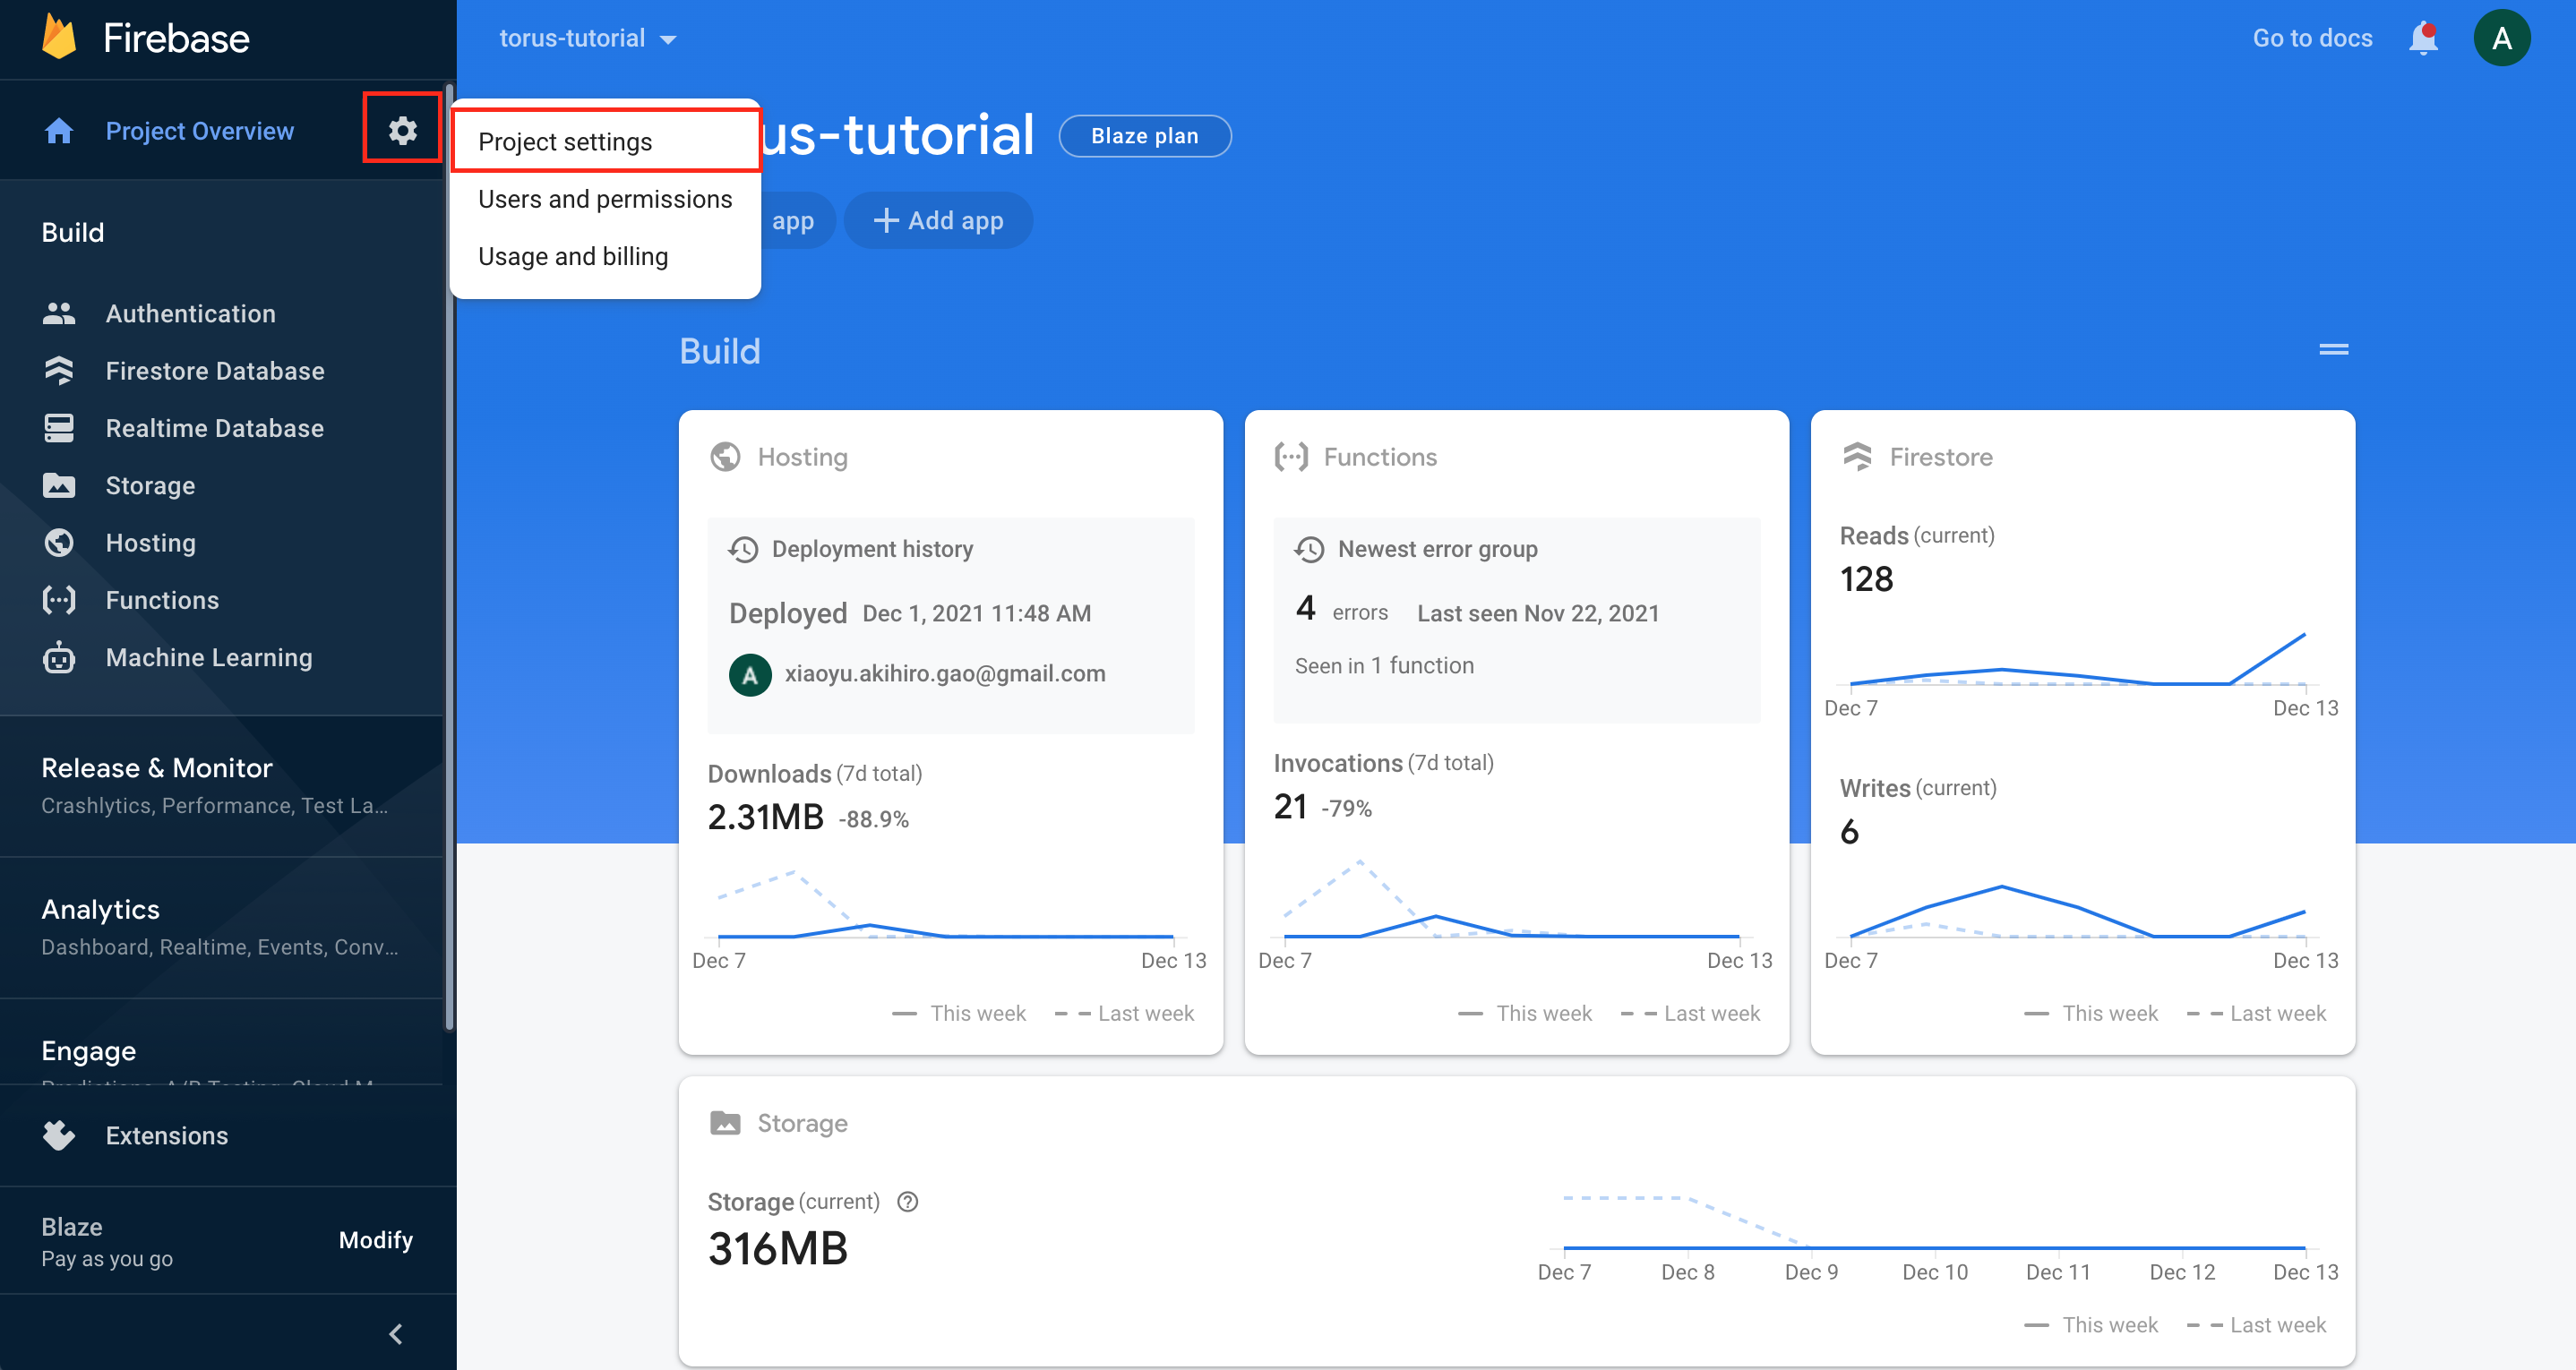 Firebase
Project Overview
Build
Authentication
Firestore Database
Realtime Database
Storage
Hosting
Functions
Machine Learning
Release & Monitor
Crashlytics, Performance, Test La...
Analytics
Dashboard, Realtime, Events, Conv...
Engage
Predictions, A/B Testing, Cloud M
Extensions
Blaze
Pay as you go
Modify
torus-tutorial
Go to docs
A
Project settings
Users and permissions
Usage and billing
us-tutorial
Blaze plan
app
Add app
Build
Hosting
Deployment history
Deployed Dec 1, 2021 11:48 AM
A xiaoyu.akihiro.gao@gmail.com
Downloads (7d total)
2.31MB -88.9%
Dec 7 Dec 13
This week Last week
Functions
Newest error group
4 errors Last seen Nov 22, 2021
Seen in 1 function
Invocations (7d total)
21 -79%
Dec 7 Dec 13
This week Last week
Firestore
Reads (current)
128
Dec 7 Dec 13
Writes (current)
6
Dec 7 Dec 13
This week Last week
Storage
Storage (current)
316MB
Dec 7 Dec 8 Dec 9 Dec 10 Dec 11 Dec 12 Dec 13
This week Last week